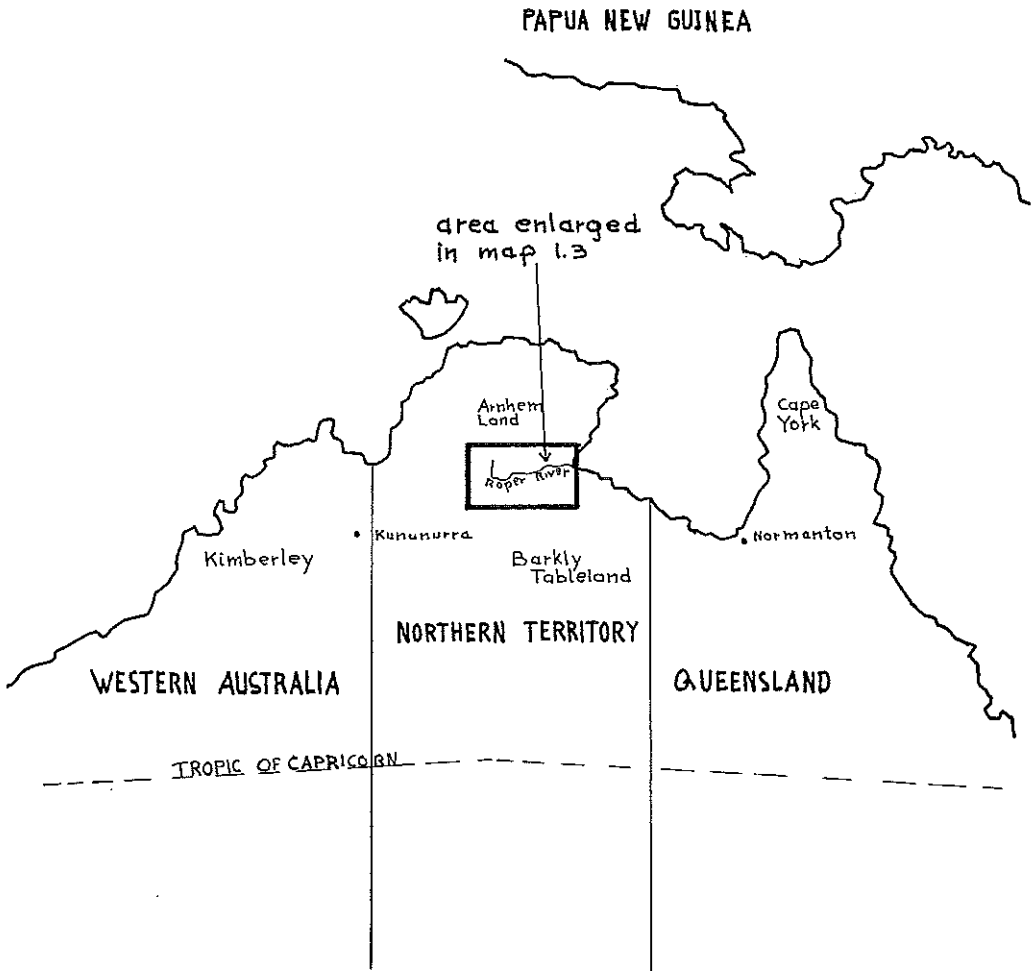 PAPUA NEW GUINEA
area enlarged
in map 1.3
Arnhem
Land
Cape
York
Roper River
Kununurra
Normanton
Kimberley
Barkly
Tableland
NORTHERN TERRITORY
WESTERN AUSTRALIA
QUEENSLAND
TROPIC OF CAPRICORN